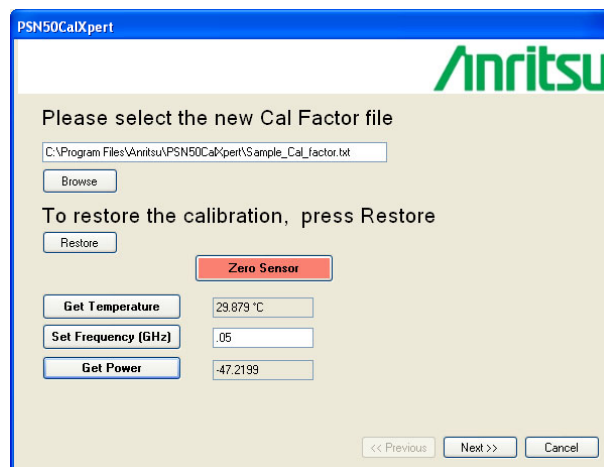 PSN50CalXpert
Anritsu
Please select the new Cal Factor file
C:\Program Files\Anritsu\PSN50CalXpert\Sample_Cal_factor.txt
Browse
To restore the calibration, press Restore
Restore
Zero Sensor
Get Temperature 29.879 °C
Set Frequency (GHz) .05
Get Power -47.2199
<< Previous Next >> Cancel